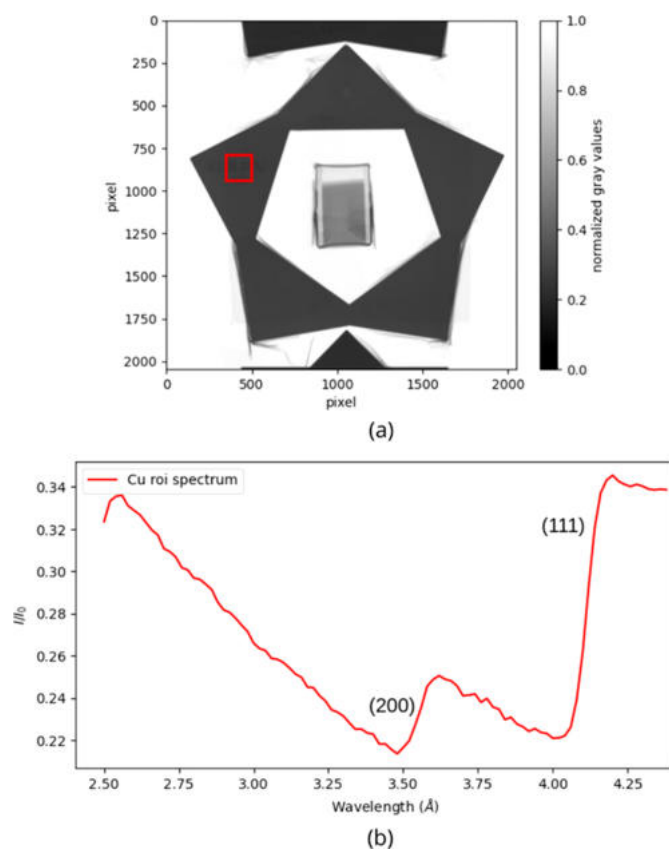 0
250
500
750
1000
1250
1500
1750
2000
pixel
0 500 1000 1500 2000
pixel
1.0
0.8
0.6
0.4
0.2
0.0
normalized gray values
(a)
Cu roi spectrum
0.34
0.32
0.30
0.28
0.26
0.24
0.22
I/I0
(111)
(200)
2.50 2.75 3.00 3.25 3.50 3.75 4.00 4.25
Wavelength (Å)
(b)